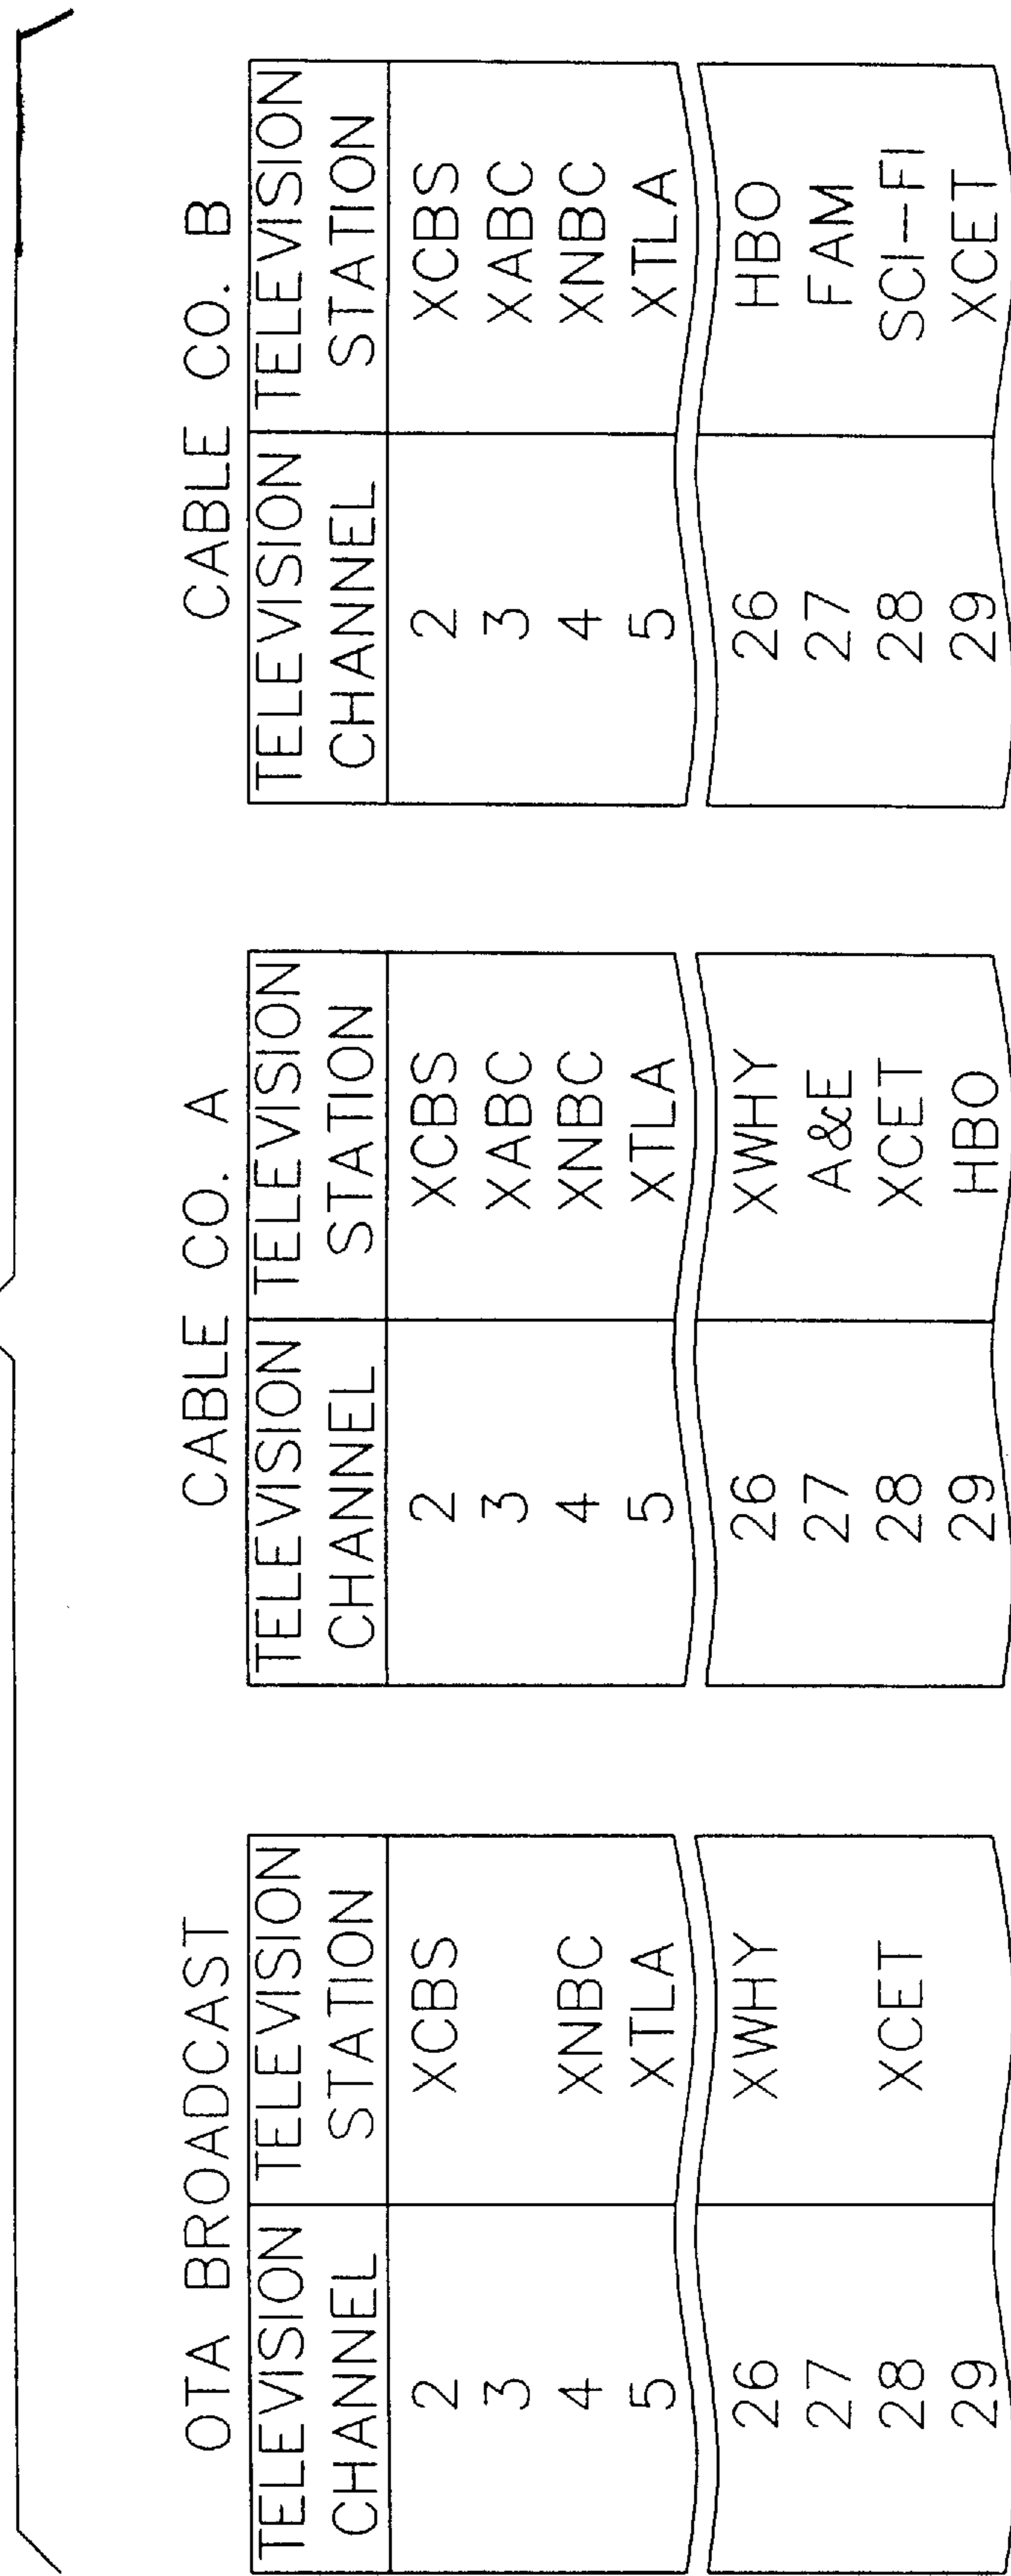 OTA BROADCAST
TELEVISION TELEVISION
CHANNEL STATION
2 XCBS
3
4 XNBC
5 XTLA
26 XWHY
27
28 XCET
29
CABLE CO. A
TELEVISION TELEVISION
CHANNEL STATION
2 XCBS
3 XABC
4 XNBC
5 XTLA
26 XWHY
27 A&E
28 XCET
29 HBO
CABLE CO. B
TELEVISION TELEVISION
CHANNEL STATION
2 XCBS
3 XABC
4 XNBC
5 XTLA
26 HBO
27 FAM
28 SCI-FI
29 XCET